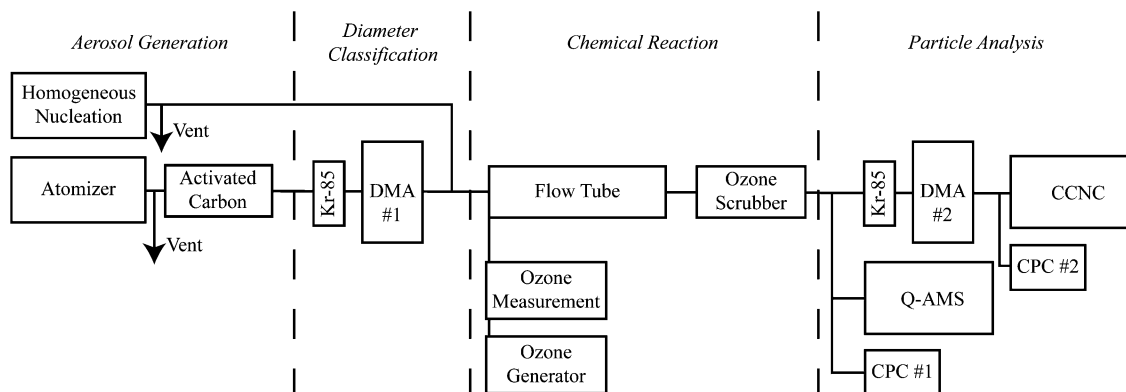 Aerosol Generation
Diameter
Classification
Chemical Reaction
Particle Analysis
Homogeneous
Nucleation
Vent
Atomizer
Activated
Carbon
Vent
Kr-85
DMA
#1
Flow Tube
Ozone
Scrubber
Ozone
Measurement
Ozone
Generator
Kr-85
DMA
#2
CCNC
CPC #2
Q-AMS
CPC #1